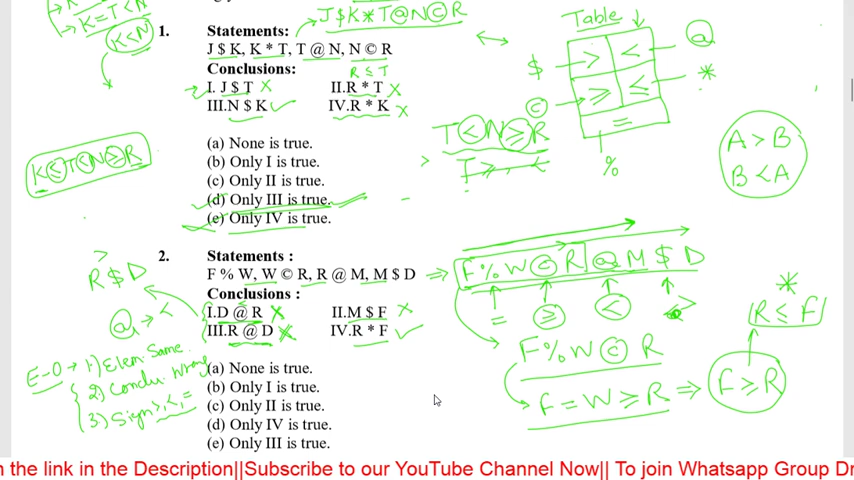 K=T<N
K<N
J$K*T@N©R
1.
Statements:
J $ K, K * T, T @ N, N © R
Conclusions:
R ≤ T
I. J $ T X
II.R * T X
III.N $ K ✓
IV.R * K X
(a) None is true.
(b) Only I is true.
(c) Only II is true.
(d) Only III is true.
(e) Only IV is true.
K≤T<N≥R
T<N≥R
Table
> <
≥ ≤
=
$
@
©
*
%
A > B
B < A
2.
Statements :
F % W, W © R, R @ M, M $ D
Conclusions :
I.D @ R X
II.M $ F X
III.R @ D X
IV.R * F ✓
(a) None is true.
(b) Only I is true.
(c) Only II is true.
(d) Only IV is true.
(e) Only III is true.
>
R $ D
@ → <
E-O → 1) Elem. Same.
2) Conclu. Wrong
3) Sign >, <, =
⇒ F%W©R@M$D
= ≥ < >
F%W©R
F = W ≥ R ⇒ F ≥ R
*
R ≤ F
n the link in the Description||Subscribe to our YouTube Channel Now|| To join Whatsapp Group Dr